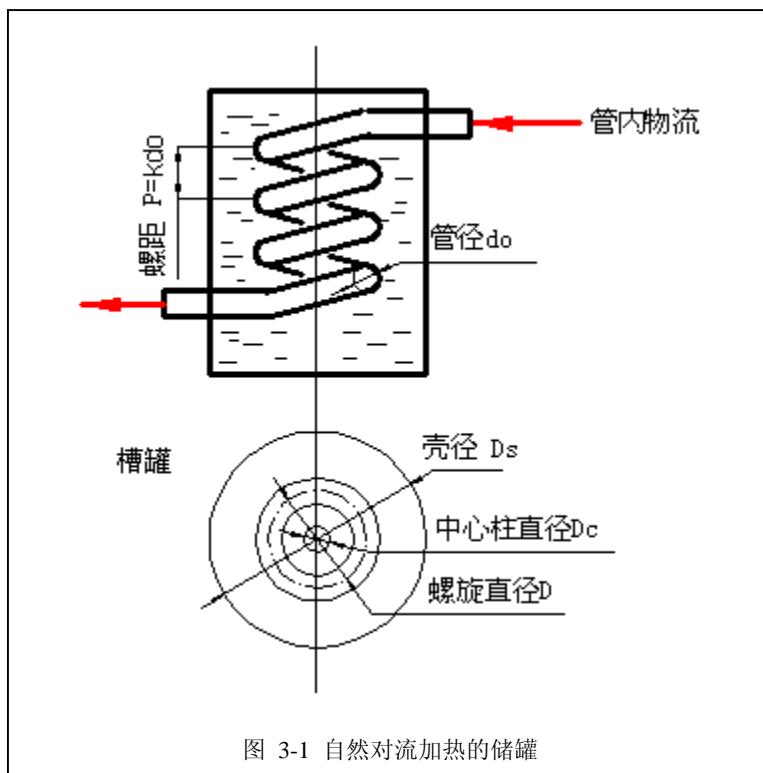 管内物流
螺距 P=kdo
管径do
槽罐
壳径 Ds
中心柱直径Dc
螺旋直径D
图 3-1 自然对流加热的储罐